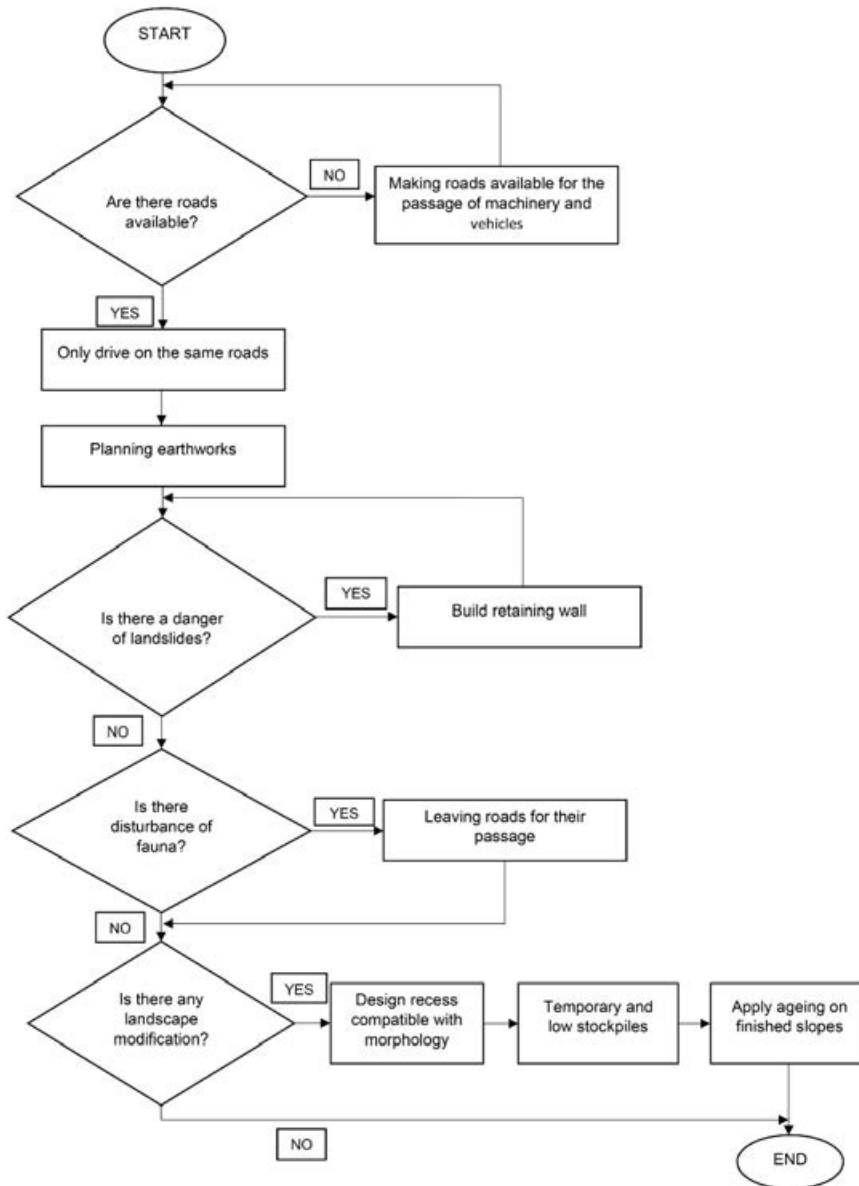 START
Are there roads
available?
NO
Making roads available for the
passage of machinery and
vehicles
YES
Only drive on the same roads
Planning earthworks
Is there a danger
of landslides?
YES
Build retaining wall
NO
Is there
disturbance of
fauna?
YES
Leaving roads for their
passage
NO
Is there any
landscape
modification?
YES
Design recess
compatible with
morphology
Temporary and
low stockpiles
Apply ageing on
finished slopes
NO
END